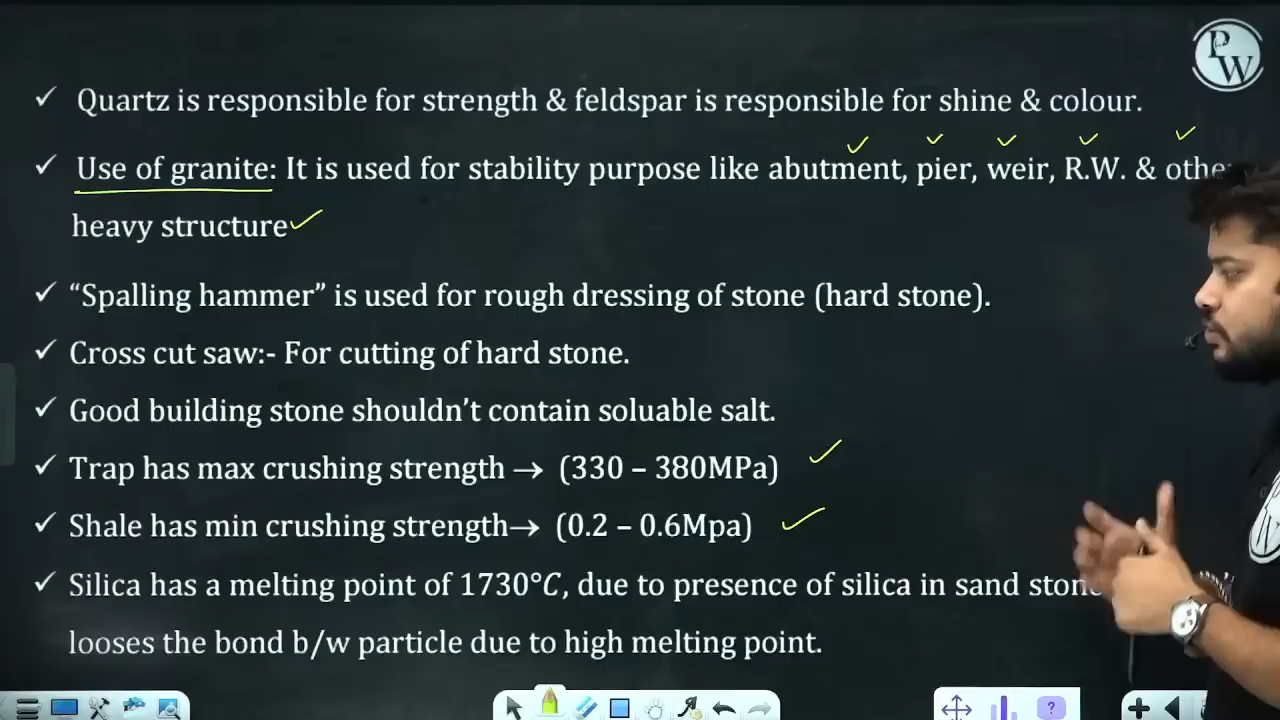 PW
✓ Quartz is responsible for strength & feldspar is responsible for shine & colour.
✓ Use of granite: It is used for stability purpose like abutment, pier, weir, R.W. & othe
heavy structure
✓ “Spalling hammer” is used for rough dressing of stone (hard stone).
✓ Cross cut saw:- For cutting of hard stone.
✓ Good building stone shouldn’t contain soluable salt.
✓ Trap has max crushing strength → (330 – 380MPa)
✓ Shale has min crushing strength→ (0.2 – 0.6Mpa)
✓ Silica has a melting point of 1730°C, due to presence of silica in sand ston
looses the bond b/w particle due to high melting point.